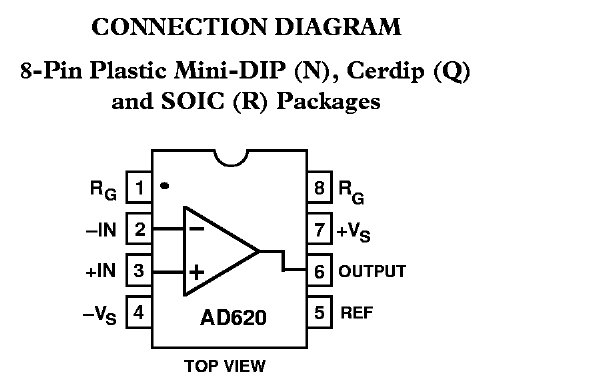 CONNECTION DIAGRAM
8-Pin Plastic Mini-DIP (N), Cerdip (Q)
and SOIC (R) Packages
RG 1 8 RG
–IN 2 – 7 +VS
+IN 3 + 6 OUTPUT
–VS 4 AD620 5 REF
TOP VIEW